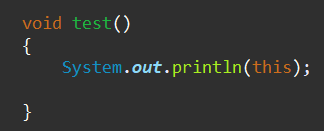 void test()
{
    System.out.println(this);
}